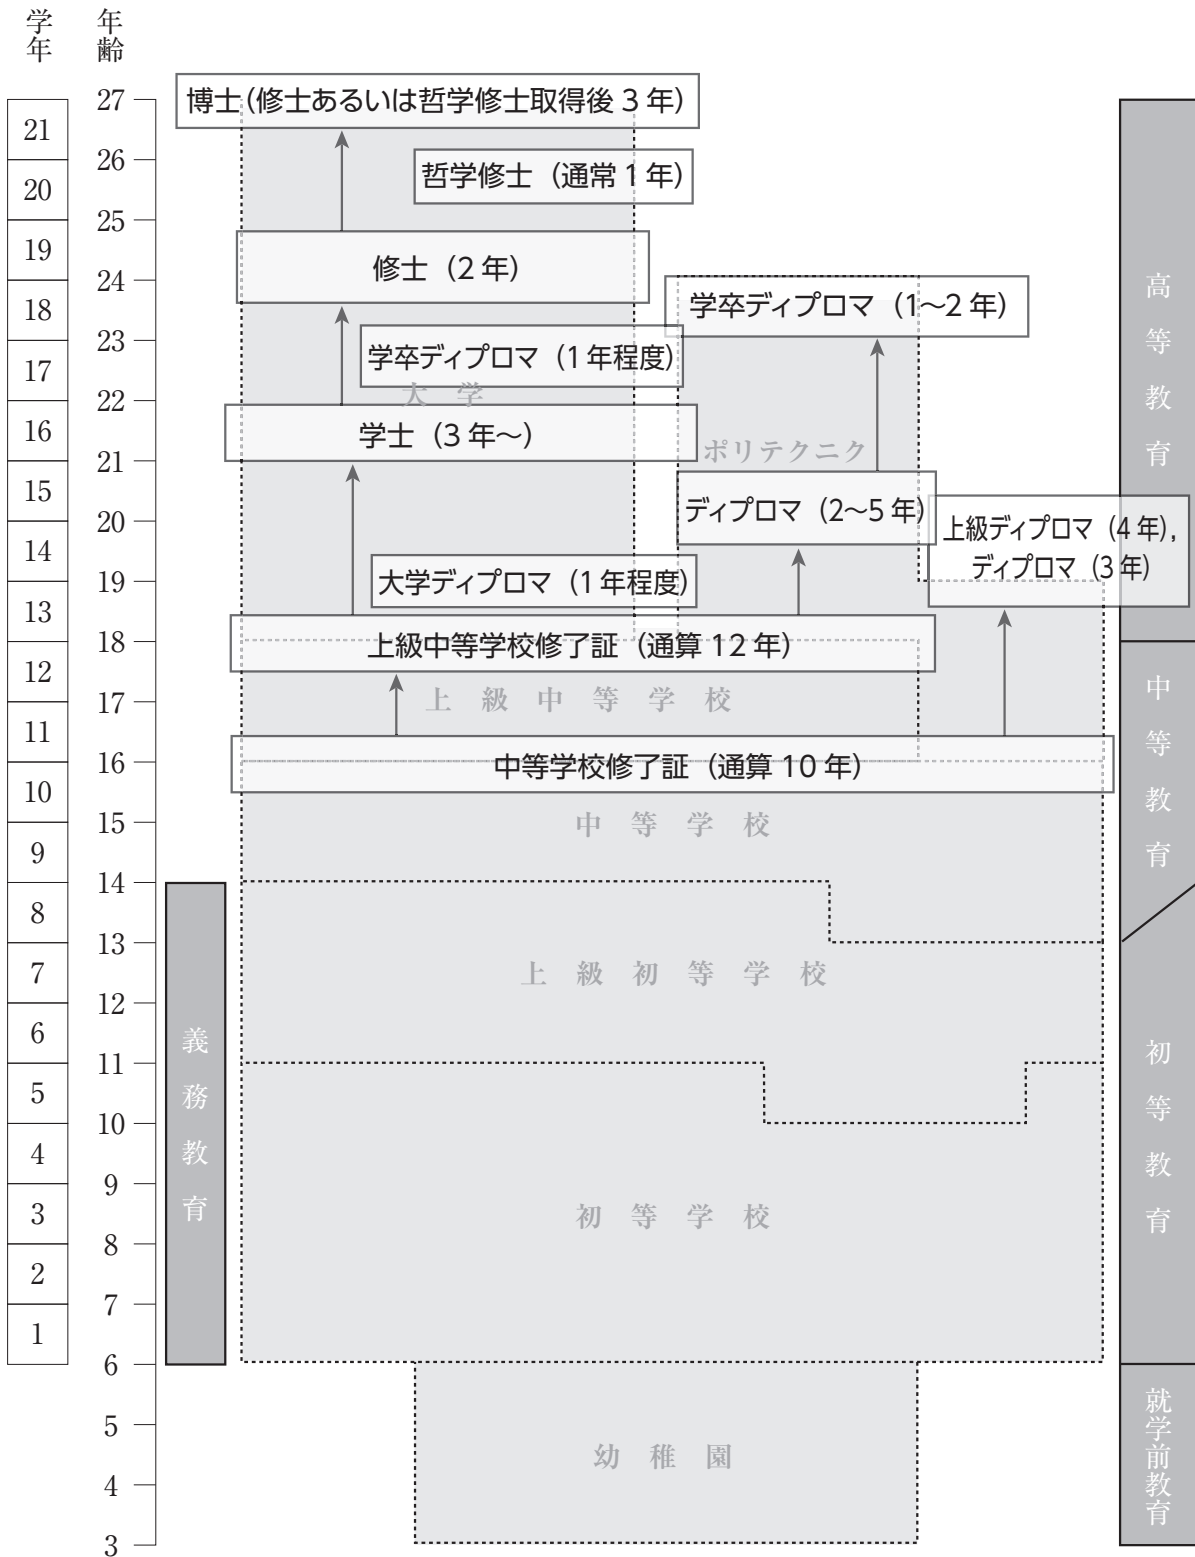 学年
年齢
27
博士(修士あるいは哲学修士取得後 3 年)
21
26
哲学修士（通常 1 年）
20
25
19
修士（2 年）
24
学卒ディプロマ（1～2 年）
18
23
学卒ディプロマ（1 年程度）
17
大学
22
16
学士（3 年～）
ポリテクニク
21
15
ディプロマ（2～5 年）
20
上級ディプロマ（4 年），
ディプロマ（3 年）
14
大学ディプロマ（1 年程度）
19
13
18
上級中等学校修了証（通算 12 年）
12
17
上級中等学校
11
16
中等学校修了証（通算 10 年）
10
15
中等学校
9
14
8
13
7
上級初等学校
12
6
11
5
10
4
9
3
初等学校
8
2
7
1
6
5
幼稚園
4
3
義務教育
高等教育
中等教育
初等教育
就学前教育